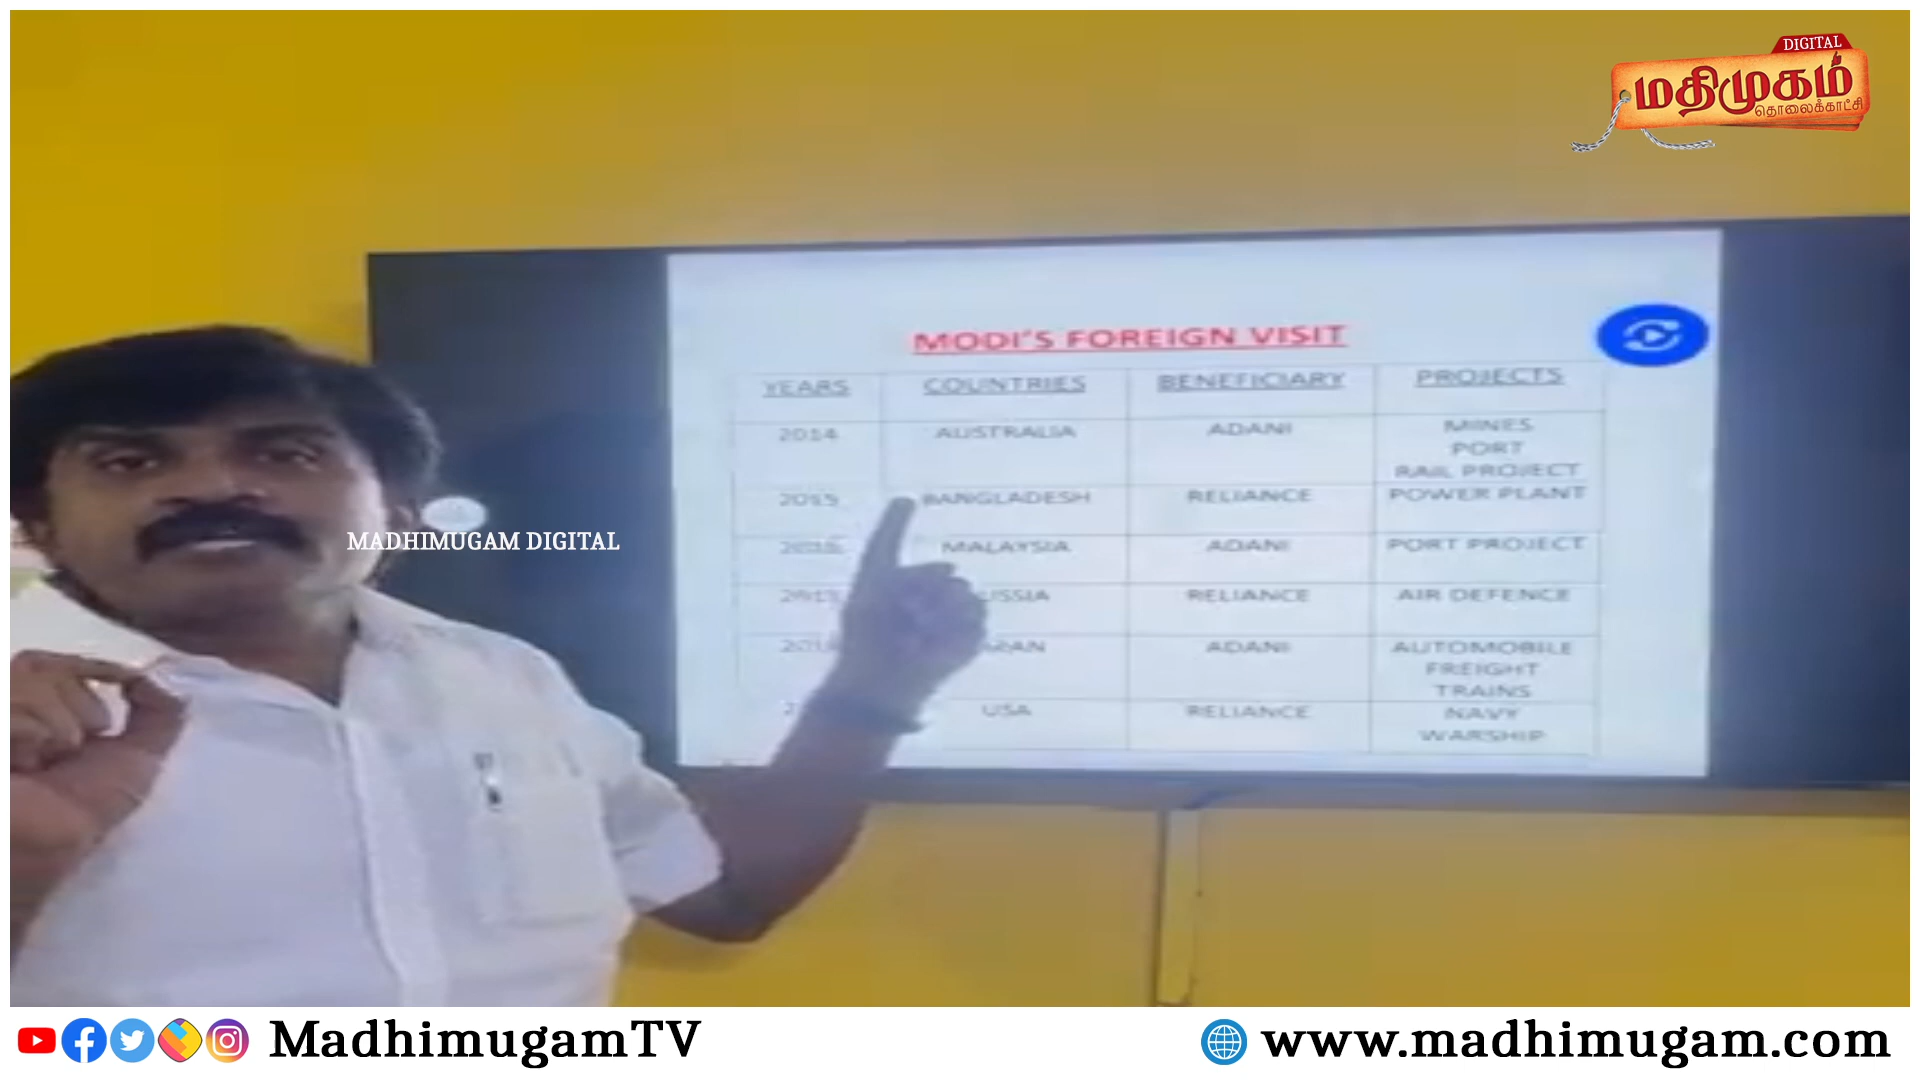 DIGITAL
மதிமுகம்
தொலைக்காட்சி
MODI'S FOREIGN VISIT
YEARS COUNTRIES BENEFICIARY PROJECTS
2014 AUSTRALIA ADANI MINES
PORT
RAIL PROJECT
2015 BANGLADESH RELIANCE POWER PLANT
MALAYSIA ADANI PORT PROJECT
RELIANCE AIR DEFENCE
ADANI AUTOMOBILE
FREIGHT
TRAINS
USA RELIANCE NAVY
WARSHIP
MADHIMUGAM DIGITAL
MadhimugamTV
www.madhimugam.com